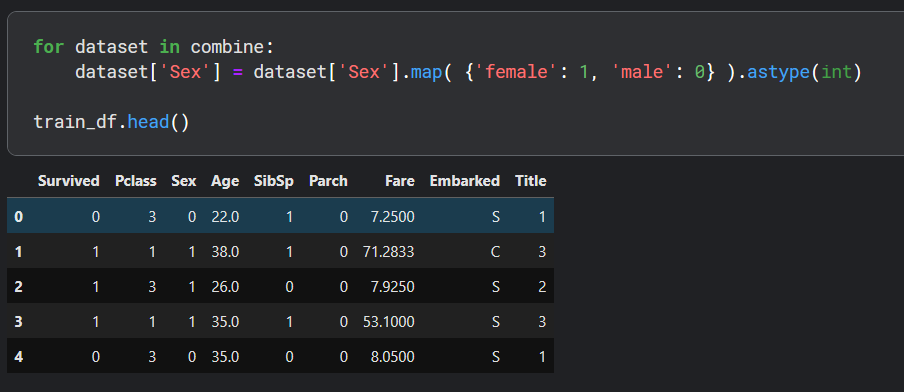 for dataset in combine:
    dataset['Sex'] = dataset['Sex'].map( {'female': 1, 'male': 0} ).astype(int)
train_df.head()
Survived Pclass Sex Age SibSp Parch Fare Embarked Title
0 0 3 0 22.0 1 0 7.2500 S 1
1 1 1 1 38.0 1 0 71.2833 C 3
2 1 3 1 26.0 0 0 7.9250 S 2
3 1 1 1 35.0 1 0 53.1000 S 3
4 0 3 0 35.0 0 0 8.0500 S 1